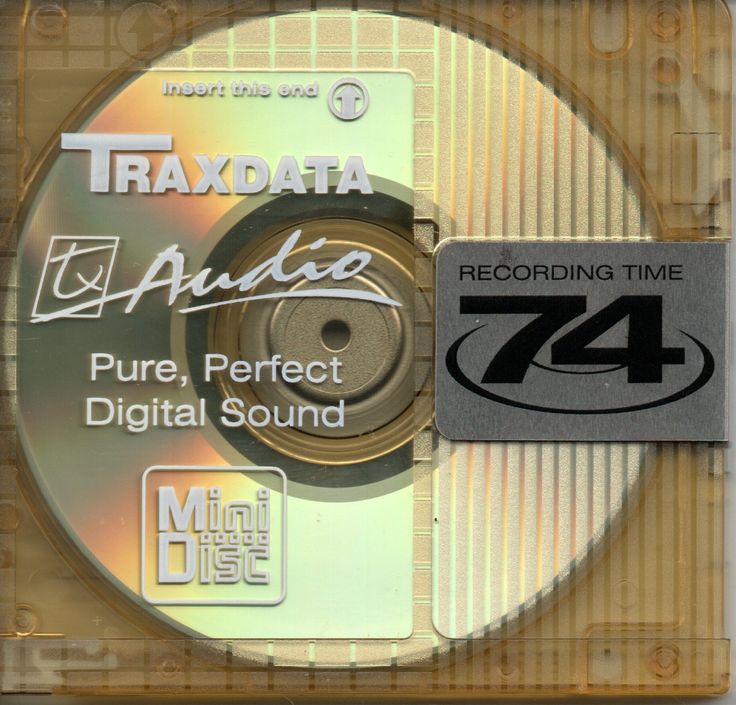 Insert this end
TRAXDATA
tx Audio
Pure, Perfect
Digital Sound
Mini
Disc
RECORDING TIME
74